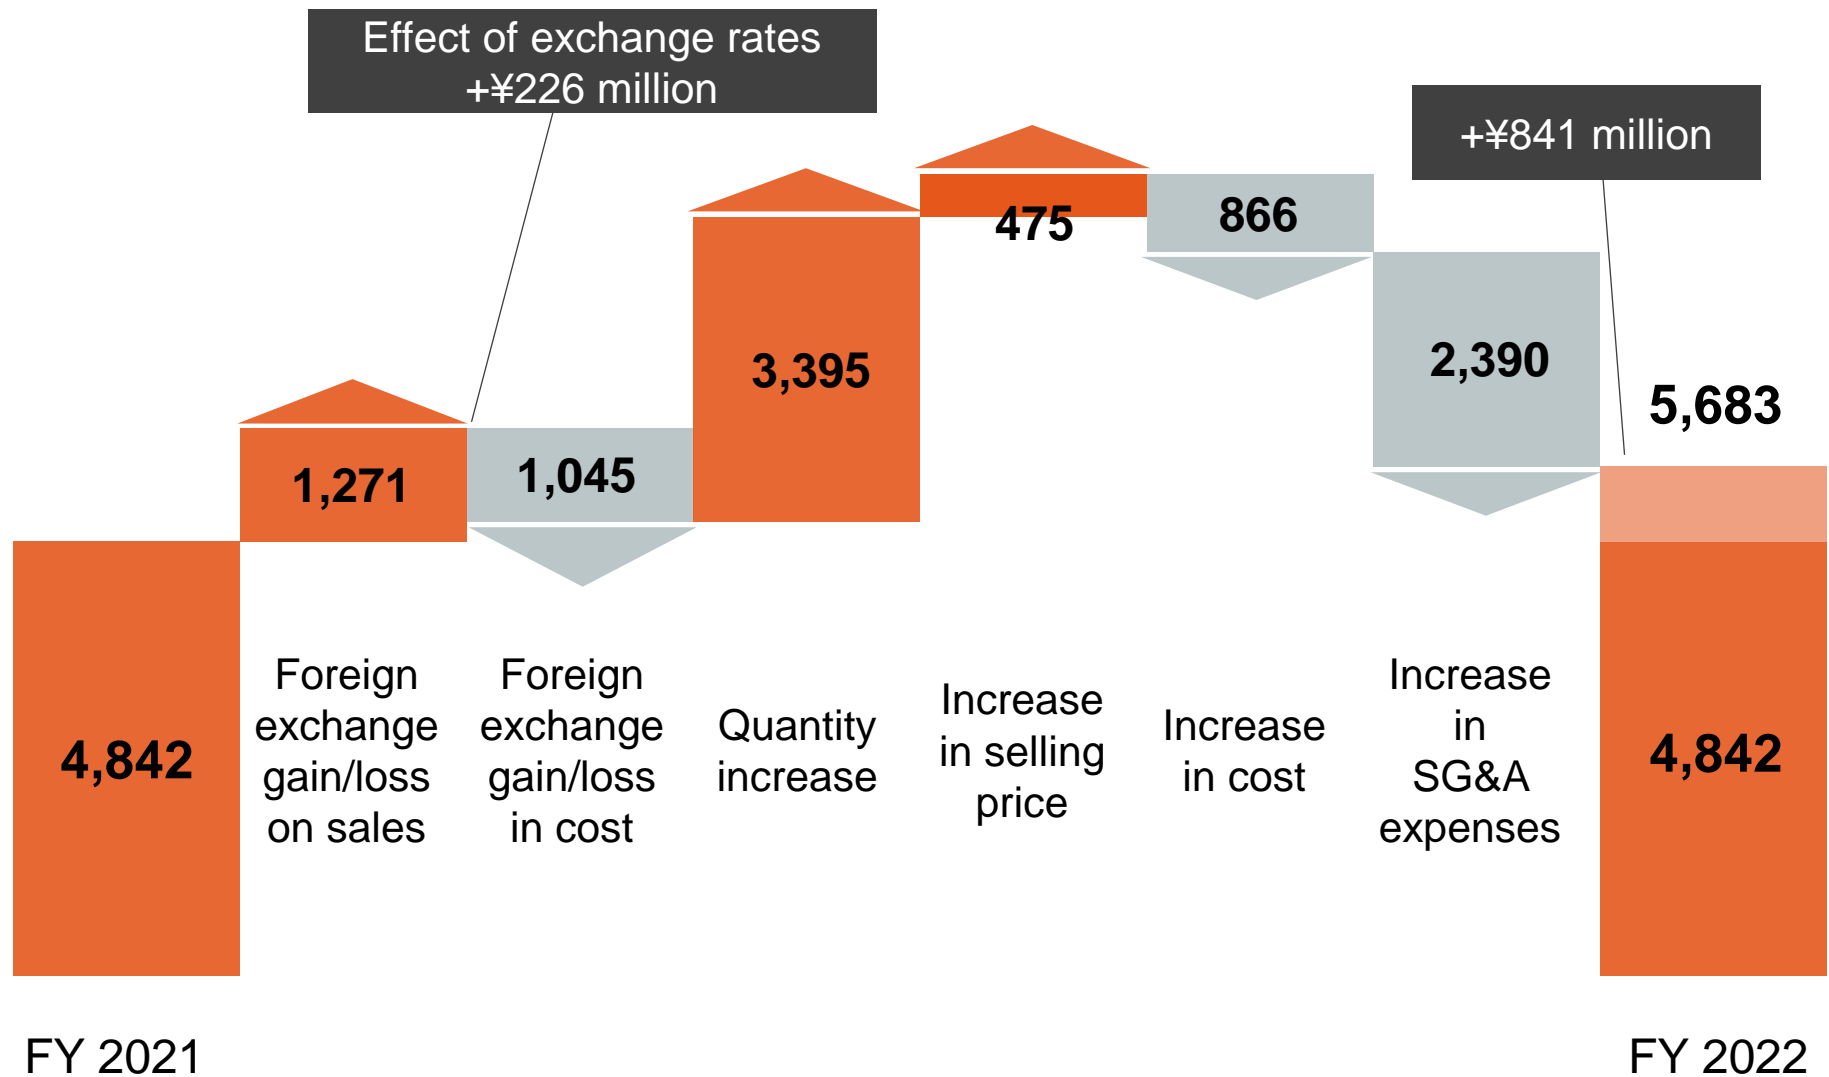 Effect of exchange rates
+¥226 million
+¥841 million
475
866
3,395
2,390
5,683
1,271
1,045
4,842
Foreign
exchange
gain/loss
on sales
Foreign
exchange
gain/loss
in cost
Quantity
increase
Increase
in selling
price
Increase
in cost
Increase
in
SG&A
expenses
4,842
FY 2021
FY 2022